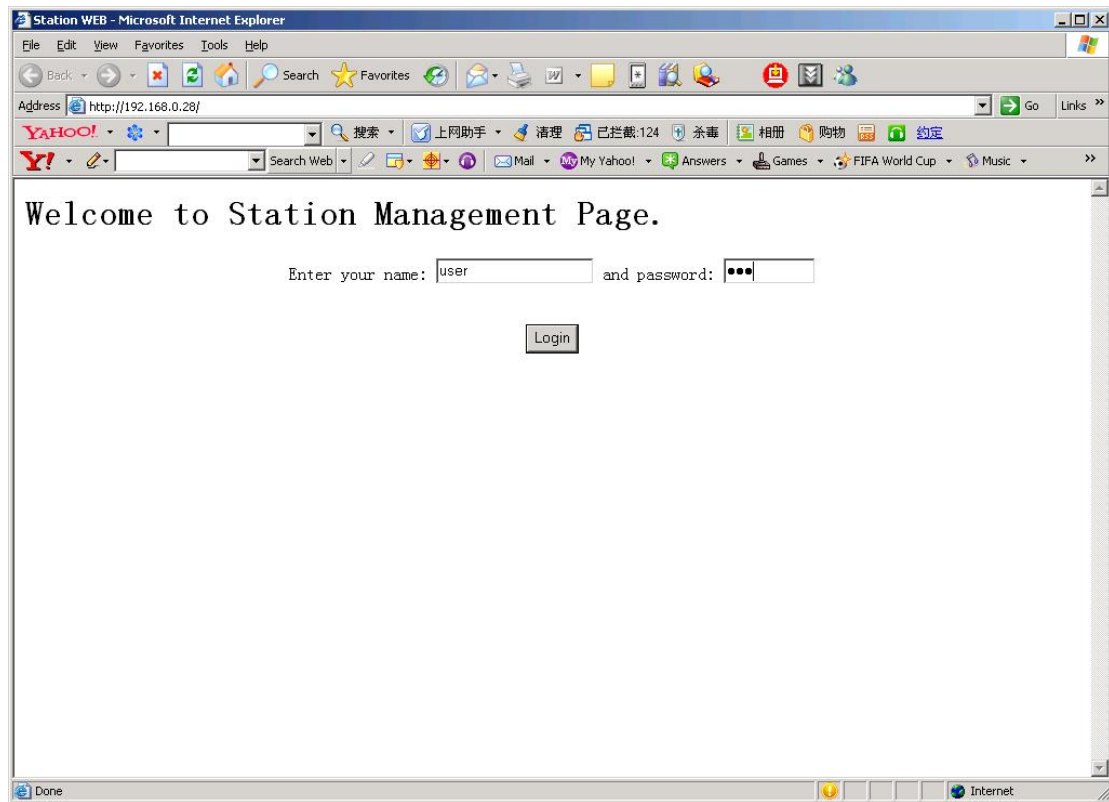 Station WEB - Microsoft Internet Explorer
File Edit View Favorites Tools Help
Back Search Favorites
Address http://192.168.0.28/ Go Links »
YAHOO! 搜索 上网助手 清理 已拦截:124 杀毒 相册 购物 约定
Y! Search Web Mail My Yahoo! Answers Games FIFA World Cup Music »
Welcome to Station Management Page.
Enter your name: user and password: •••
Login
Done Internet